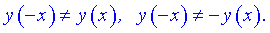 y(−x) ≠ y(x),   y(−x) ≠ −y(x).